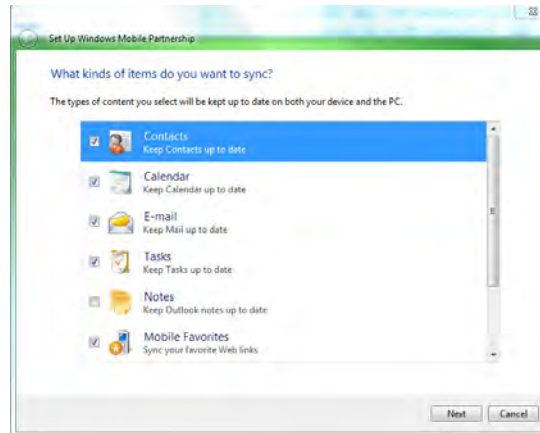 Set Up Windows Mobile Partnership
What kinds of items do you want to sync?
The types of content you select will be kept up to date on both your device and the PC.
Contacts
Keep Contacts up to date
Calendar
Keep Calendar up to date
E-mail
Keep Mail up to date
Tasks
Keep Tasks up to date
Notes
Keep Outlook notes up to date
Mobile Favorites
Sync your favorite Web links
Next Cancel